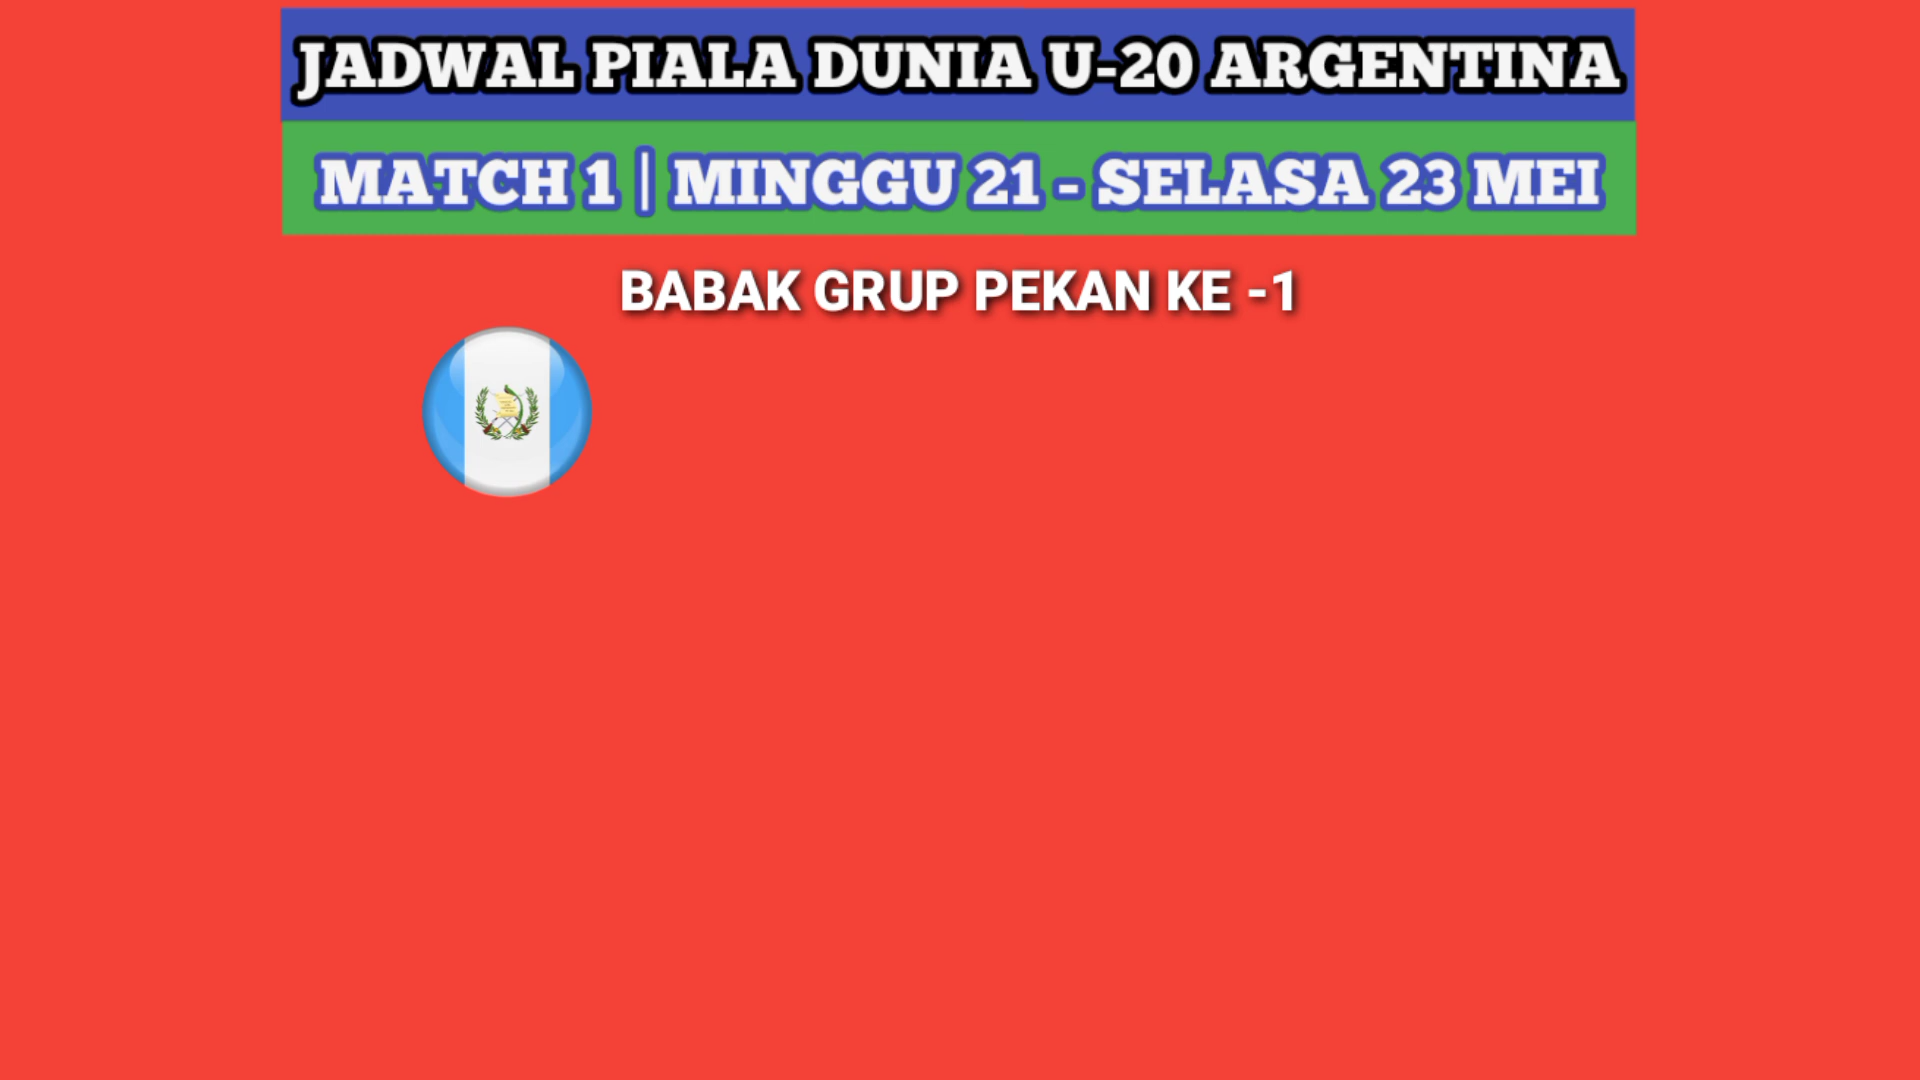 JADWAL PIALA DUNIA U-20 ARGENTINA
MATCH 1 | MINGGU 21 - SELASA 23 MEI
BABAK GRUP PEKAN KE -1